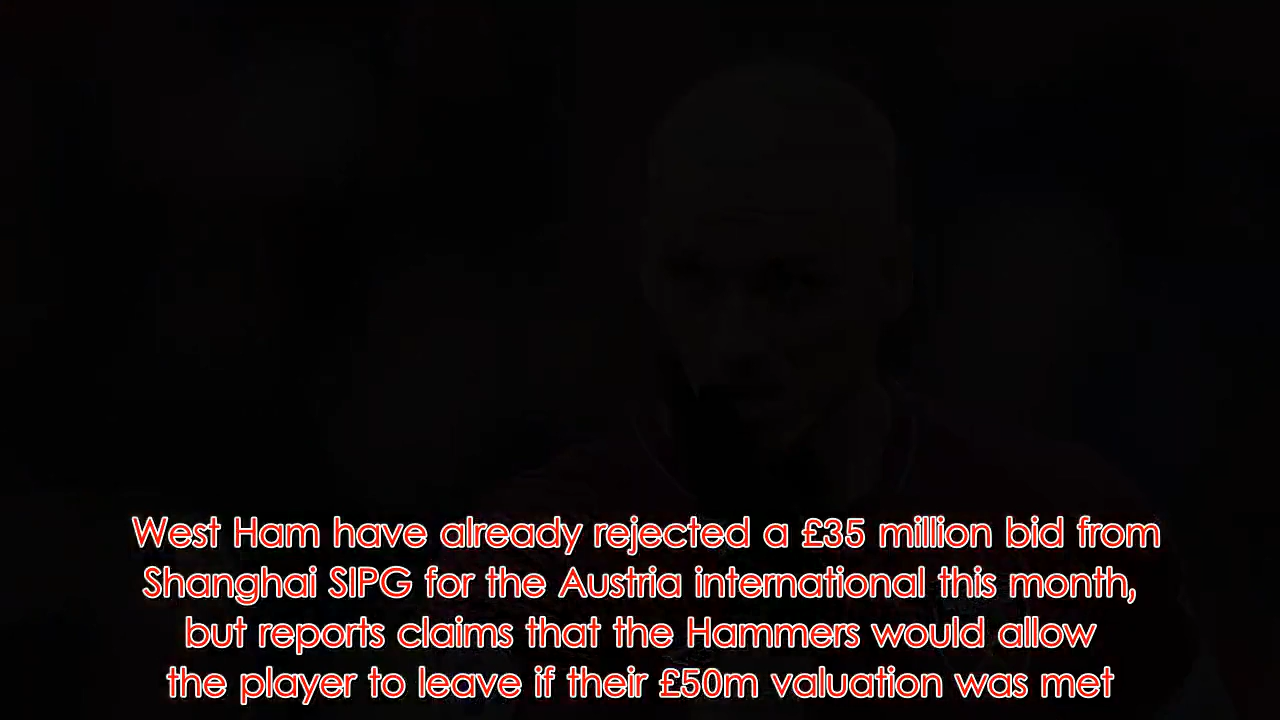 West Ham have already rejected a £35 million bid from
Shanghai SIPG for the Austria international this month,
but reports claims that the Hammers would allow
the player to leave if their £50m valuation was met